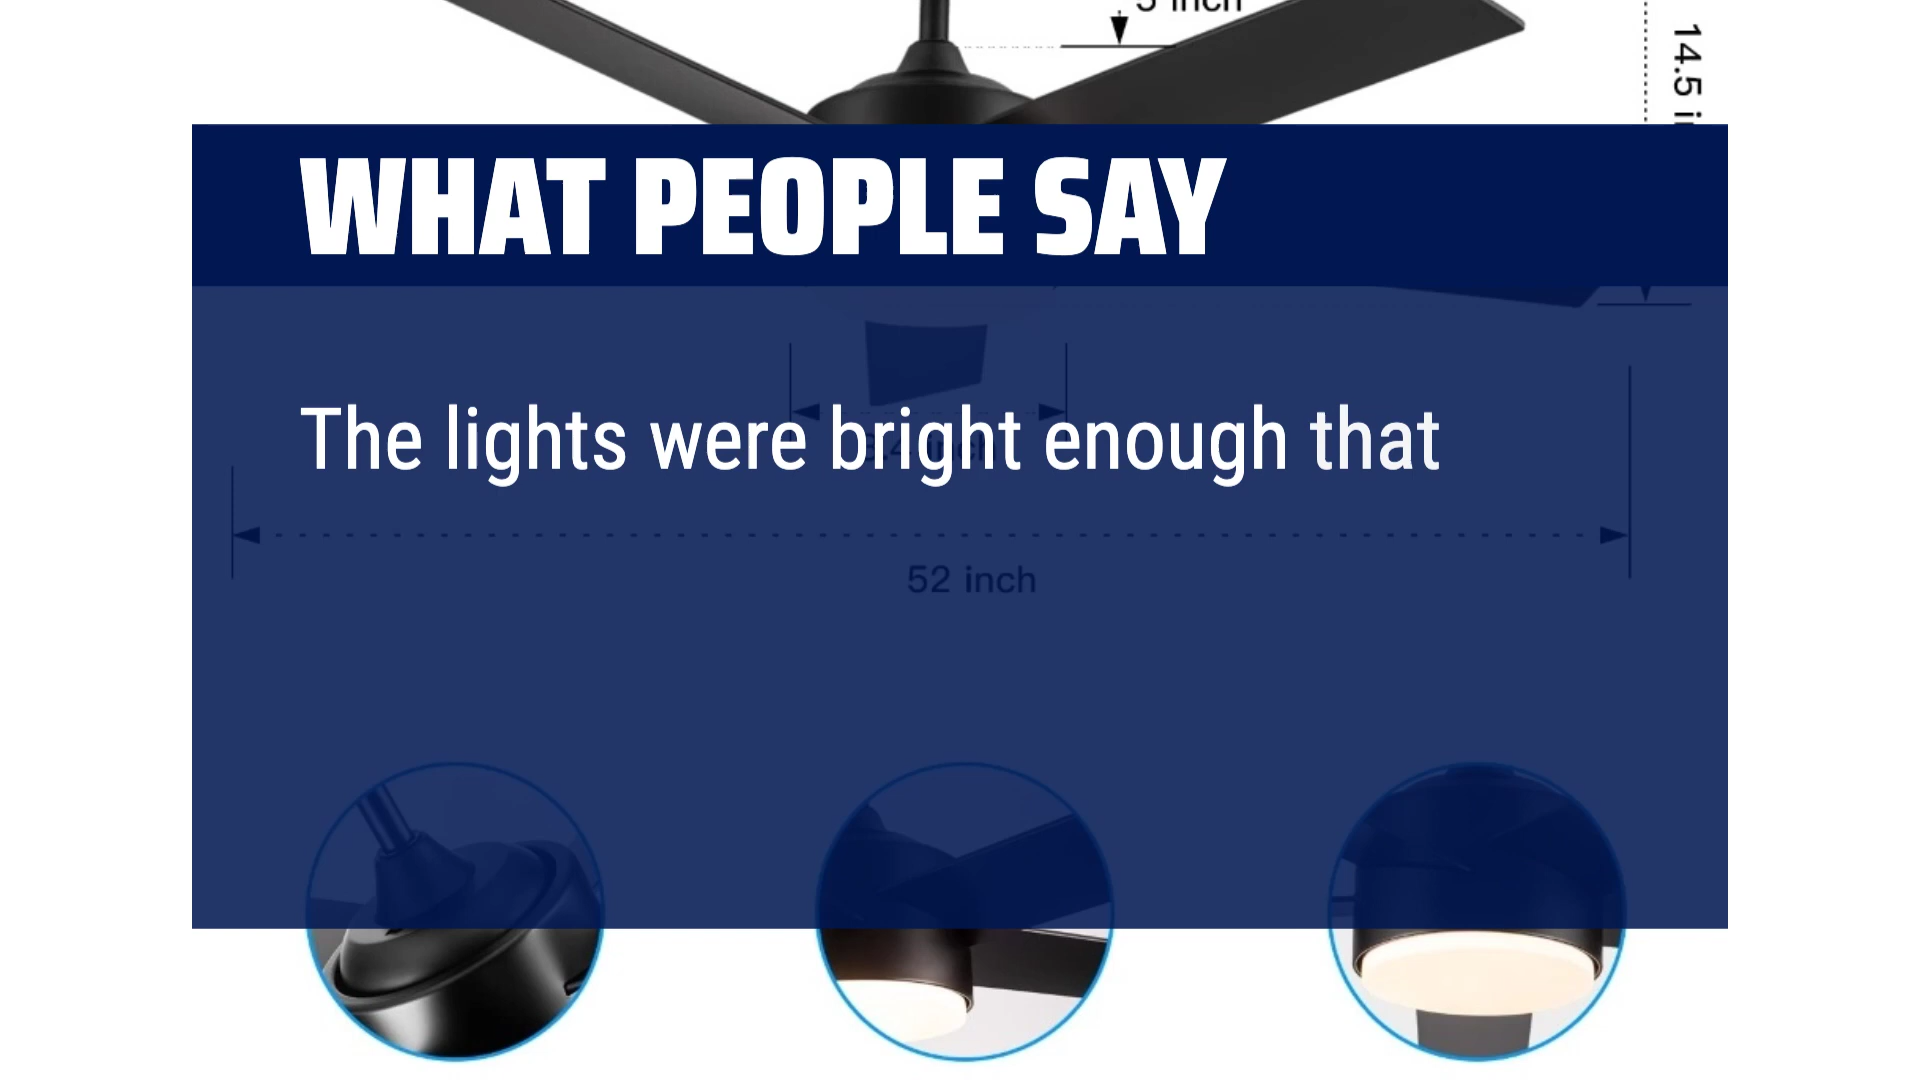 5 inch
14.5
WHAT PEOPLE SAY
The lights were bright enough that
52 inch